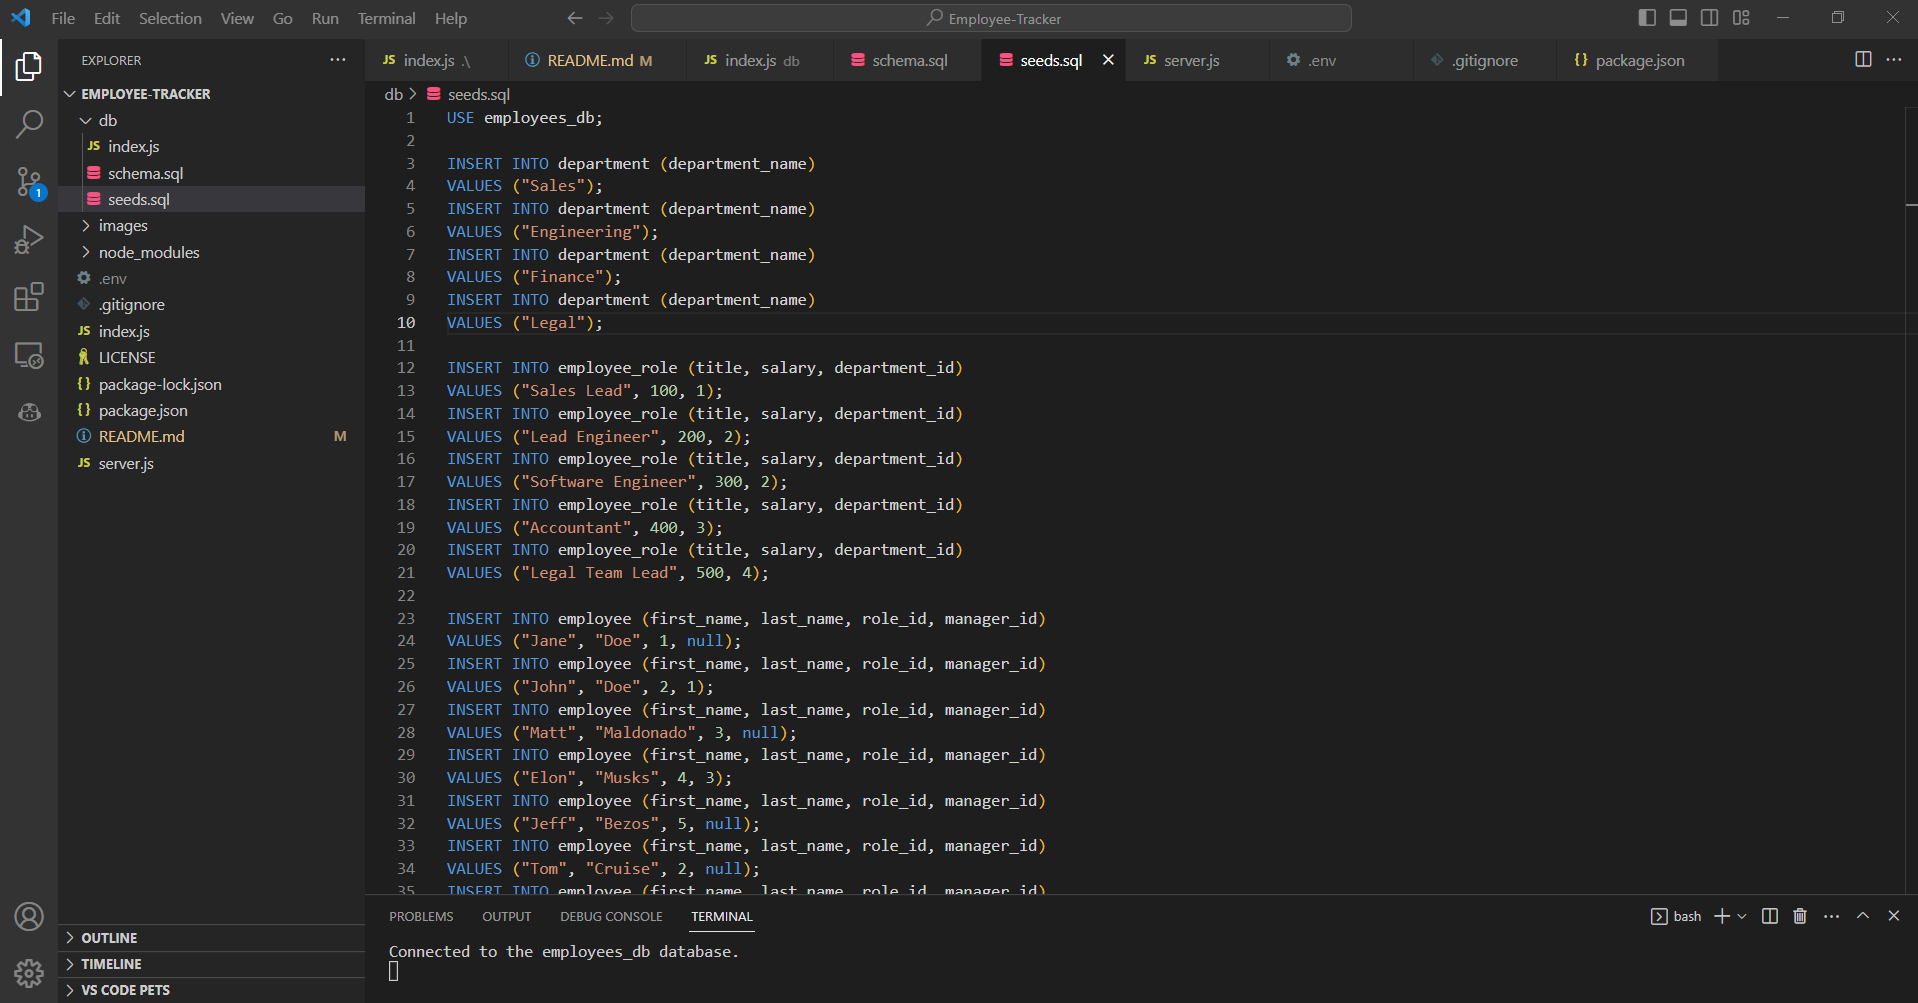 File Edit Selection View Go Run Terminal Help
Employee-Tracker
EXPLORER
EMPLOYEE-TRACKER
db
JS index.js
schema.sql
seeds.sql
images
node_modules
.env
.gitignore
JS index.js
LICENSE
{} package-lock.json
{} package.json
README.md M
JS server.js
OUTLINE
TIMELINE
VS CODE PETS
1
JS index.js .\ README.md M JS index.js db schema.sql seeds.sql JS server.js .env .gitignore {} package.json
db > seeds.sql
1 USE employees_db;
2
3 INSERT INTO department (department_name)
4 VALUES ("Sales");
5 INSERT INTO department (department_name)
6 VALUES ("Engineering");
7 INSERT INTO department (department_name)
8 VALUES ("Finance");
9 INSERT INTO department (department_name)
10 VALUES ("Legal");
11
12 INSERT INTO employee_role (title, salary, department_id)
13 VALUES ("Sales Lead", 100, 1);
14 INSERT INTO employee_role (title, salary, department_id)
15 VALUES ("Lead Engineer", 200, 2);
16 INSERT INTO employee_role (title, salary, department_id)
17 VALUES ("Software Engineer", 300, 2);
18 INSERT INTO employee_role (title, salary, department_id)
19 VALUES ("Accountant", 400, 3);
20 INSERT INTO employee_role (title, salary, department_id)
21 VALUES ("Legal Team Lead", 500, 4);
22
23 INSERT INTO employee (first_name, last_name, role_id, manager_id)
24 VALUES ("Jane", "Doe", 1, null);
25 INSERT INTO employee (first_name, last_name, role_id, manager_id)
26 VALUES ("John", "Doe", 2, 1);
27 INSERT INTO employee (first_name, last_name, role_id, manager_id)
28 VALUES ("Matt", "Maldonado", 3, null);
29 INSERT INTO employee (first_name, last_name, role_id, manager_id)
30 VALUES ("Elon", "Musks", 4, 3);
31 INSERT INTO employee (first_name, last_name, role_id, manager_id)
32 VALUES ("Jeff", "Bezos", 5, null);
33 INSERT INTO employee (first_name, last_name, role_id, manager_id)
34 VALUES ("Tom", "Cruise", 2, null);
35 INSERT INTO employee (first_name, last_name, role_id, manager_id)
PROBLEMS OUTPUT DEBUG CONSOLE TERMINAL
bash
Connected to the employees_db database.